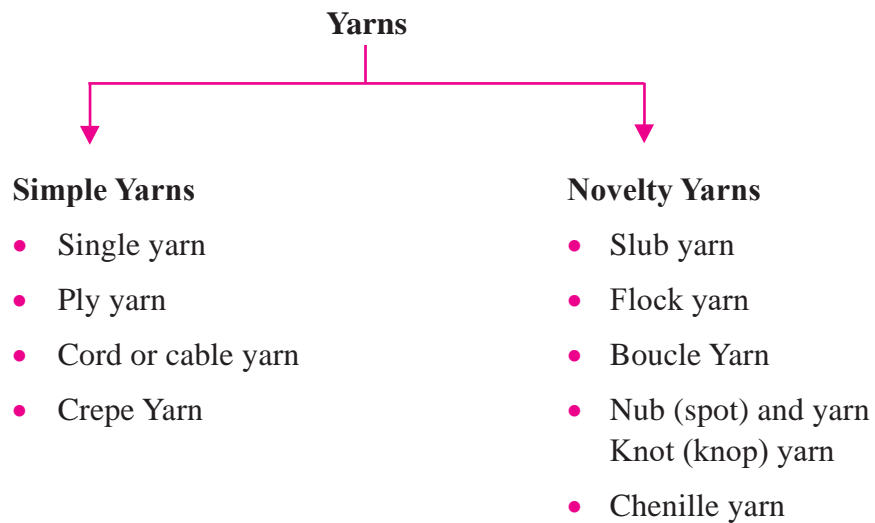 Yarns
Simple Yarns
• Single yarn
• Ply yarn
• Cord or cable yarn
• Crepe Yarn
Novelty Yarns
• Slub yarn
• Flock yarn
• Boucle Yarn
• Nub (spot) and yarn
Knot (knop) yarn
• Chenille yarn